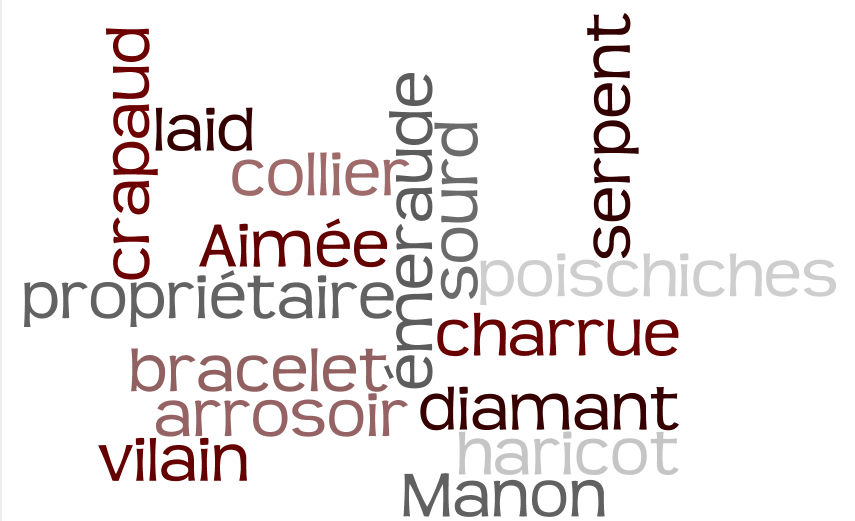 crapaud
laid
collier
Aimée
propriétaire
émeraude
sourd
serpent
poischiches
charrue
bracelet
arrosoir
diamant
vilain
haricot
Manon